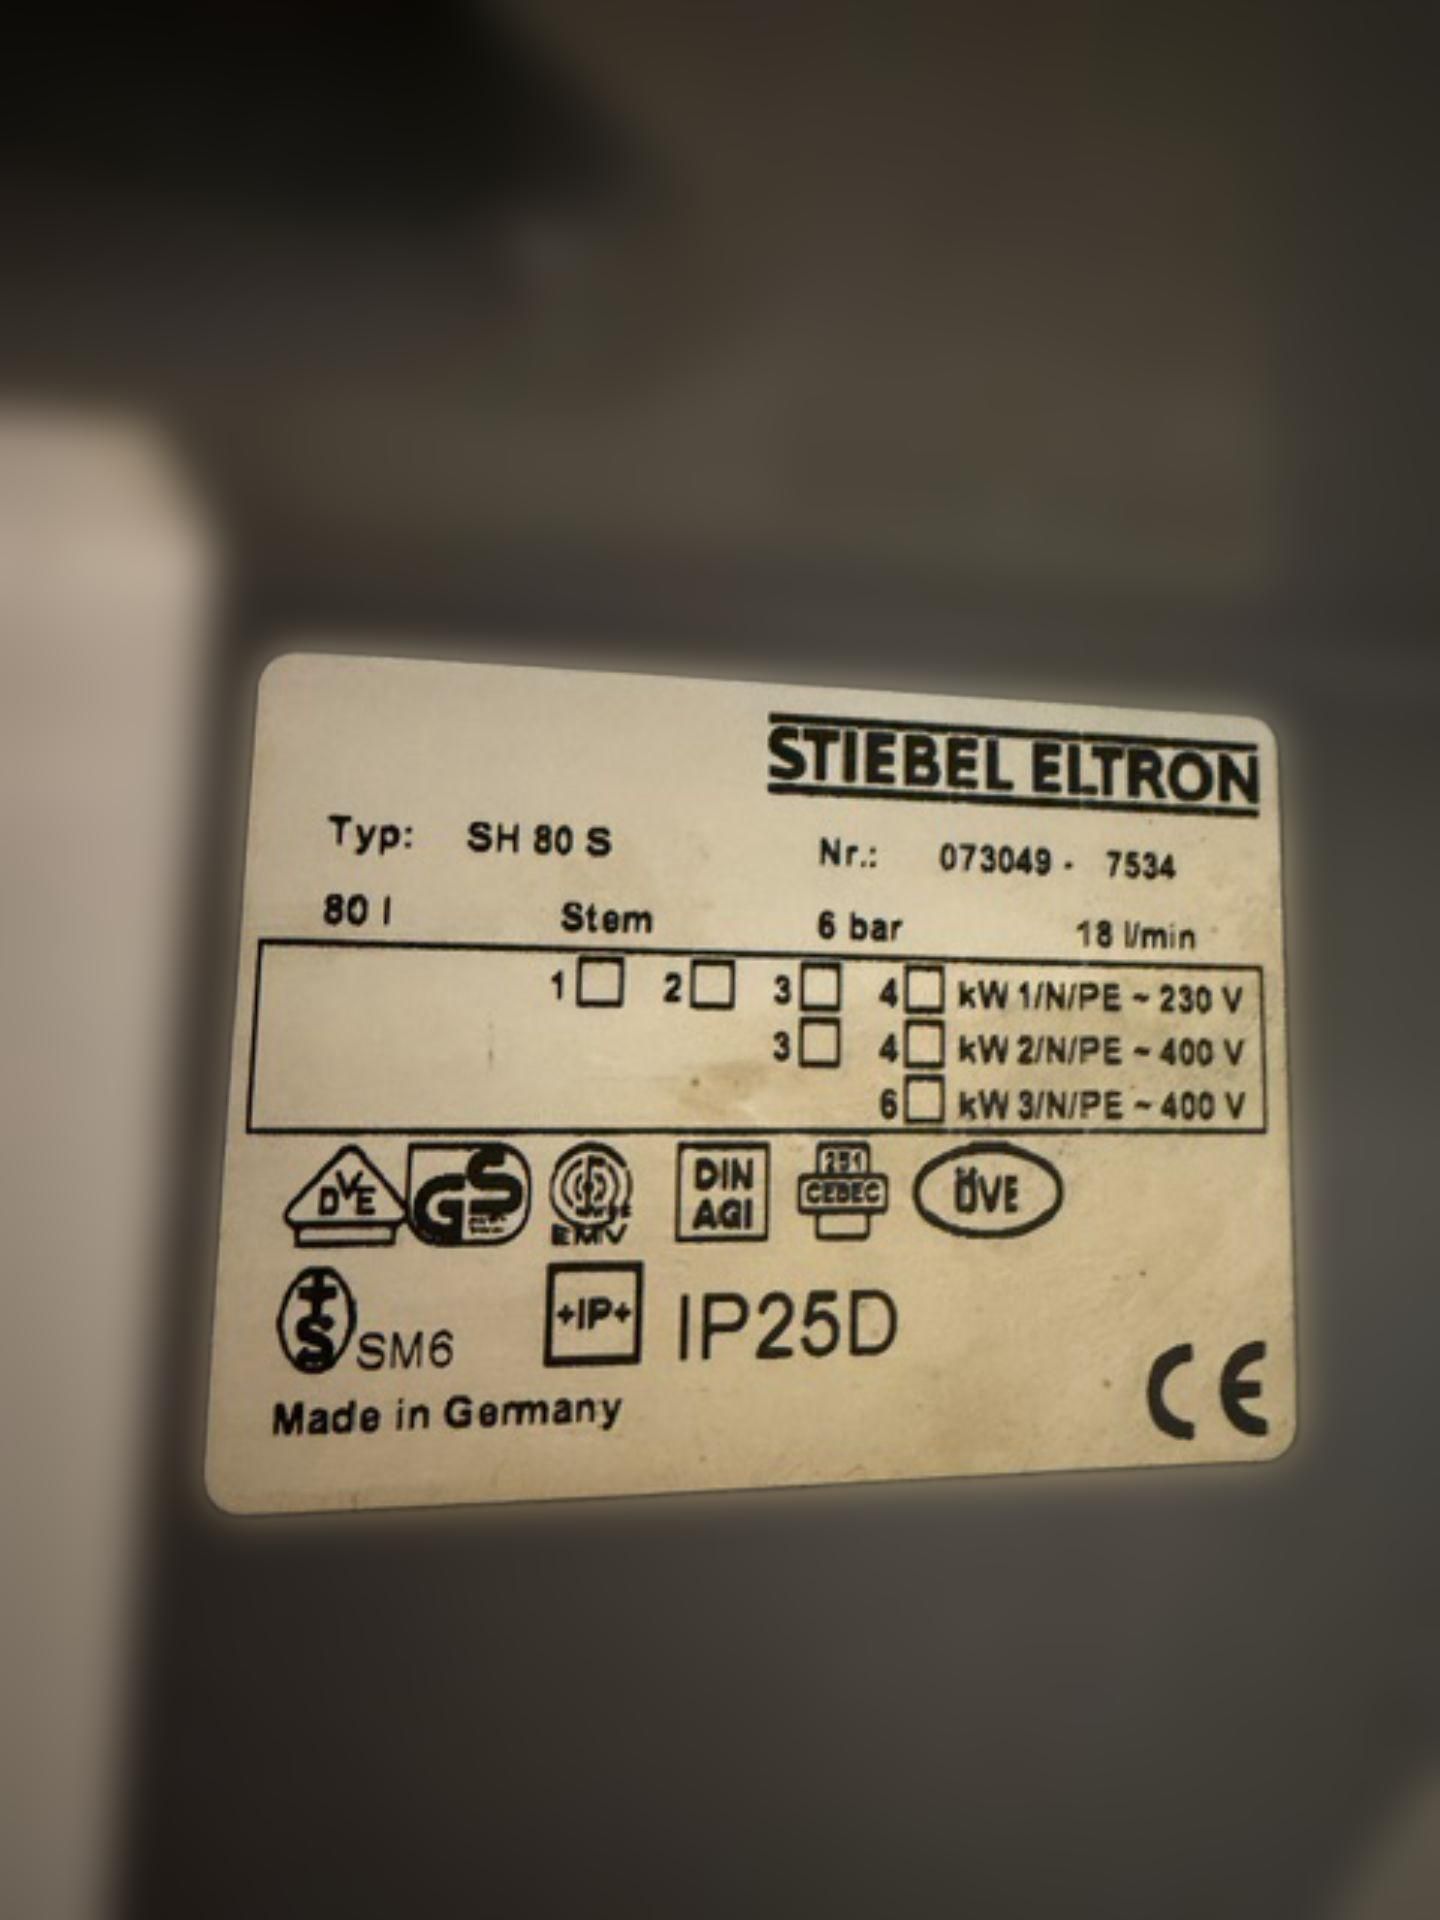 STIEBEL ELTRON
Typ: SH 80 S Nr.: 073049 - 7534
80 l Stem 6 bar 18 l/min
1 2 3 4 kW 1/N/PE ~ 230 V
3 4 kW 2/N/PE ~ 400 V
6 kW 3/N/PE ~ 400 V
DVE GS EMV DIN AGI 251 CEBEC ÖVE
TS SM6 +IP+ IP25D
CE
Made in Germany